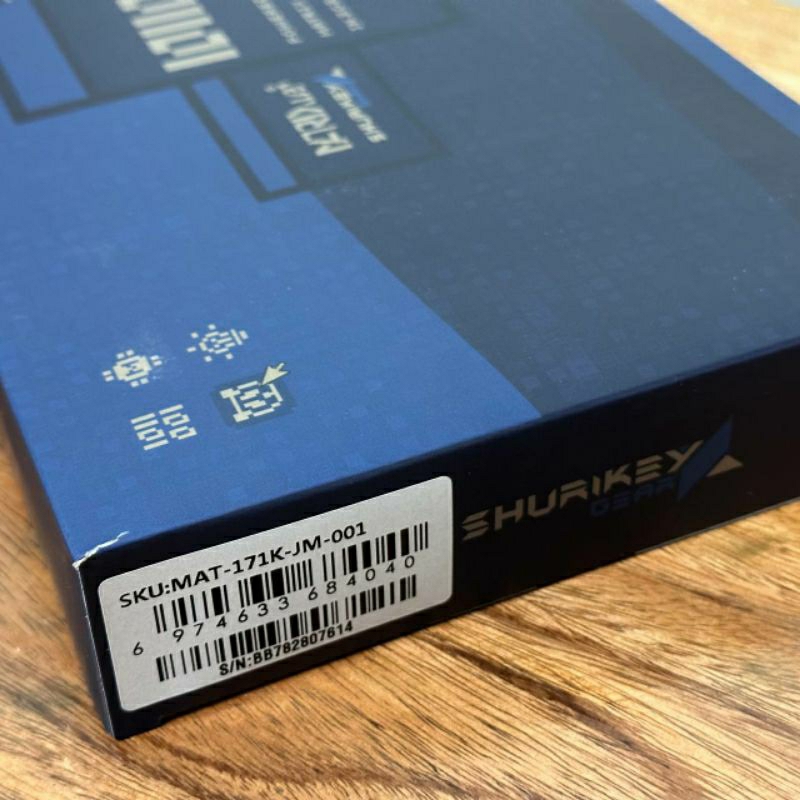 SKU:MAT-171K-JM-001
6 974633 684040
S/N:BB782807614
SHURIKEY
GEAR